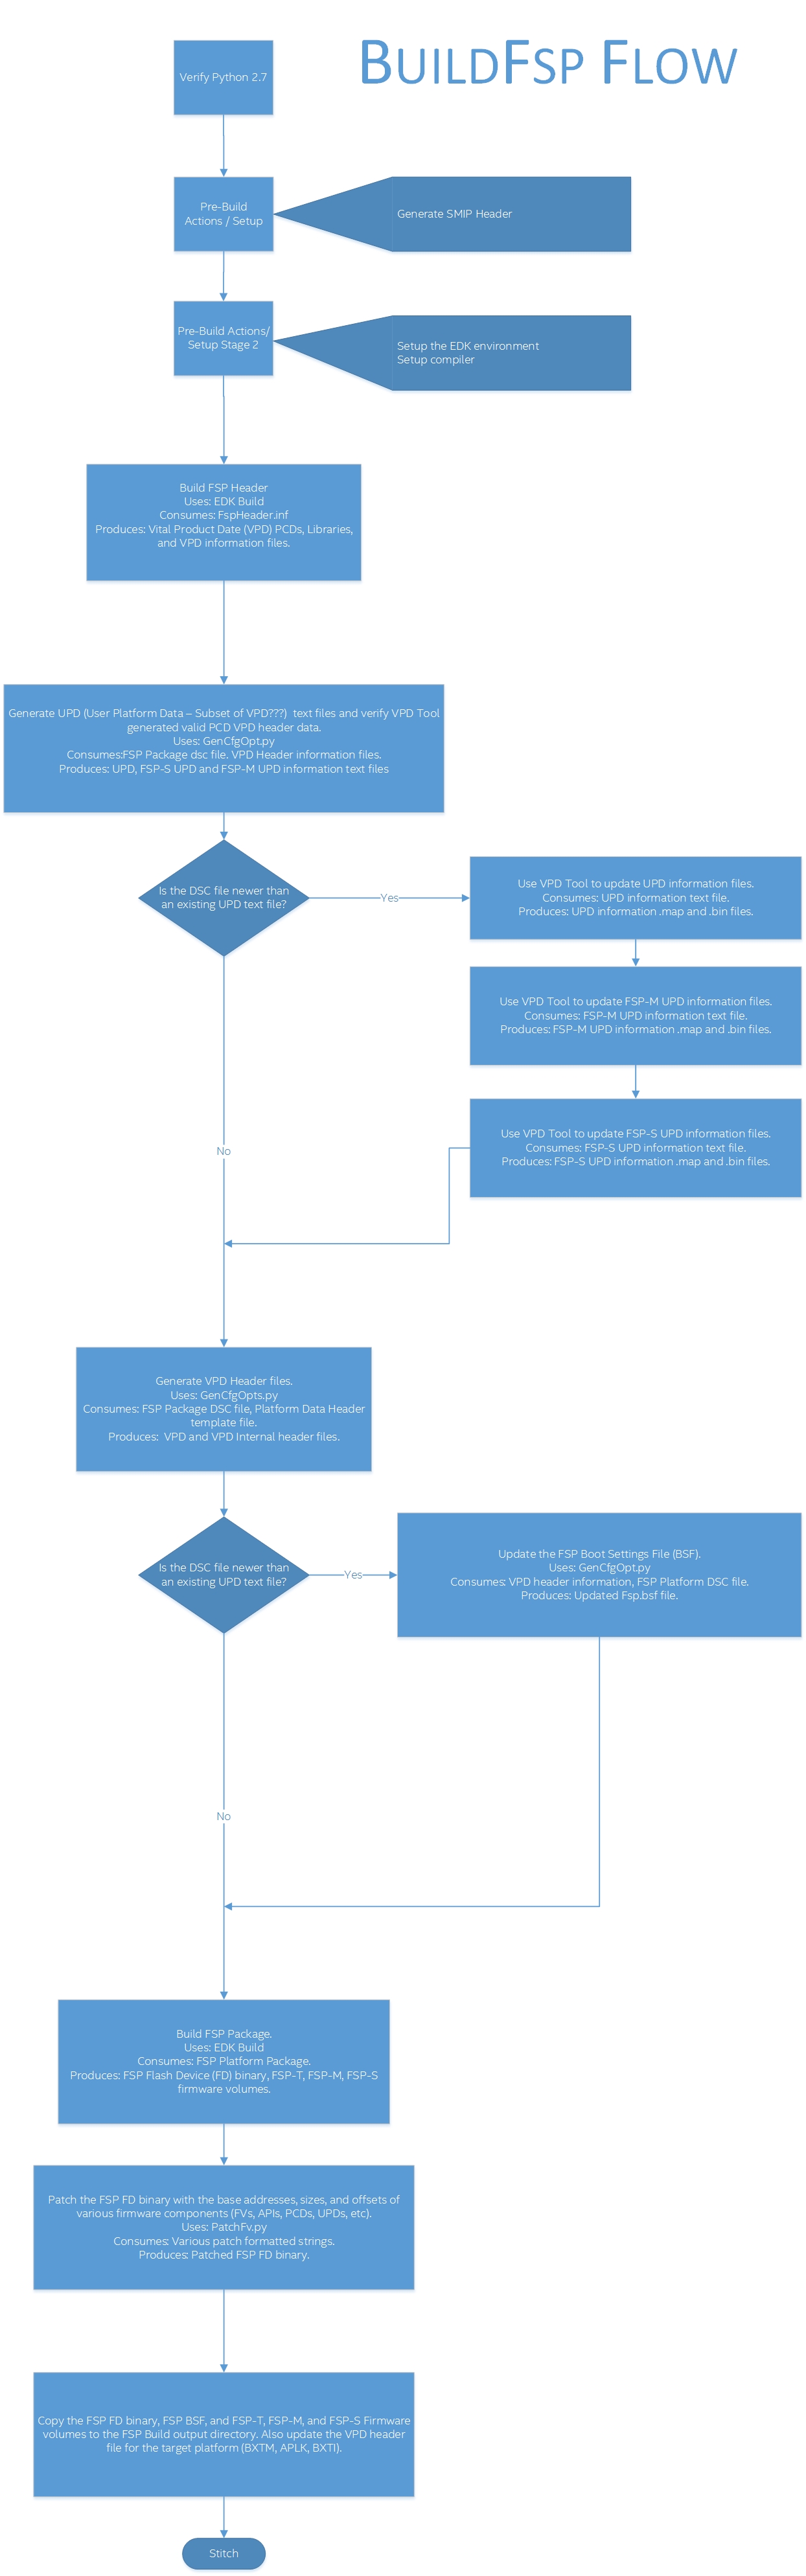 BUILDFSP FLOW
Verify Python 2.7
Pre-Build
Actions / Setup
Generate SMIP Header
Pre-Build Actions/
Setup Stage 2
Setup the EDK environment
Setup compiler
Build FSP Header
Uses: EDK Build
Consumes: FspHeader.inf
Produces: Vital Product Date (VPD) PCDs, Libraries,
and VPD information files.
Generate UPD (User Platform Data – Subset of VPD???)  text files and verify VPD Tool
generated valid PCD VPD header data.
Uses: GenCfgOpt.py
Consumes:FSP Package dsc file. VPD Header information files.
Produces: UPD, FSP-S UPD and FSP-M UPD information text files
Is the DSC file newer than
an existing UPD text file?
Yes
Use VPD Tool to update UPD information files.
Consumes: UPD information text file.
Produces: UPD information .map and .bin files.
Use VPD Tool to update FSP-M UPD information files.
Consumes: FSP-M UPD information text file.
Produces: FSP-M UPD information .map and .bin files.
Use VPD Tool to update FSP-S UPD information files.
Consumes: FSP-S UPD information text file.
Produces: FSP-S UPD information .map and .bin files.
No
Generate VPD Header files.
Uses: GenCfgOpts.py
Consumes: FSP Package DSC file, Platform Data Header
template file.
Produces:  VPD and VPD Internal header files.
Is the DSC file newer than
an existing UPD text file?
Yes
Update the FSP Boot Settings File (BSF).
Uses: GenCfgOpt.py
Consumes: VPD header information, FSP Platform DSC file.
Produces: Updated Fsp.bsf file.
No
Build FSP Package.
Uses: EDK Build
Consumes: FSP Platform Package.
Produces: FSP Flash Device (FD) binary, FSP-T, FSP-M, FSP-S
firmware volumes.
Patch the FSP FD binary with the base addresses, sizes, and offsets of
various firmware components (FVs, APIs, PCDs, UPDs, etc).
Uses: PatchFv.py
Consumes: Various patch formatted strings.
Produces: Patched FSP FD binary.
Copy the FSP FD binary, FSP BSF, and FSP-T, FSP-M, and FSP-S Firmware
volumes to the FSP Build output directory. Also update the VPD header
file for the target platform (BXTM, APLK, BXTI).
Stitch